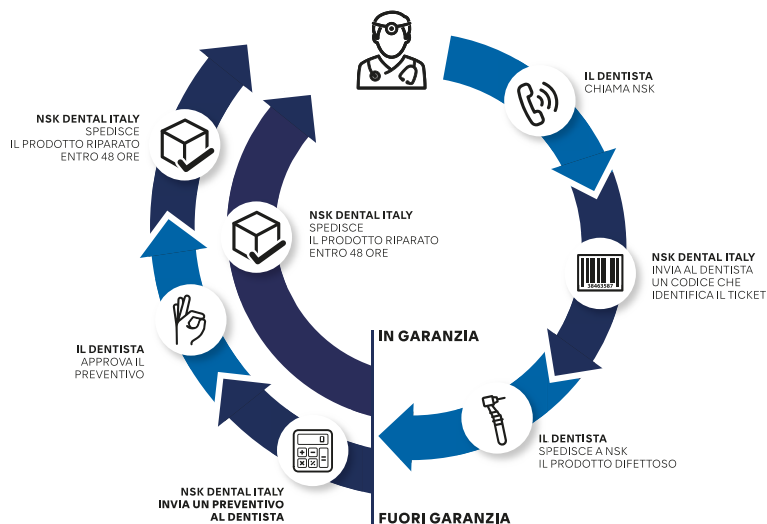 IL DENTISTA
CHIAMA NSK
NSK DENTAL ITALY
INVIA AL DENTISTA
UN CODICE CHE
IDENTIFICA IL TICKET
38463587
IL DENTISTA
SPEDISCE A NSK
IL PRODOTTO DIFETTOSO
IN GARANZIA
NSK DENTAL ITALY
SPEDISCE
IL PRODOTTO RIPARATO
ENTRO 48 ORE
FUORI GARANZIA
0
NSK DENTAL ITALY
INVIA UN PREVENTIVO
AL DENTISTA
IL DENTISTA
APPROVA IL
PREVENTIVO
NSK DENTAL ITALY
SPEDISCE
IL PRODOTTO RIPARATO
ENTRO 48 ORE